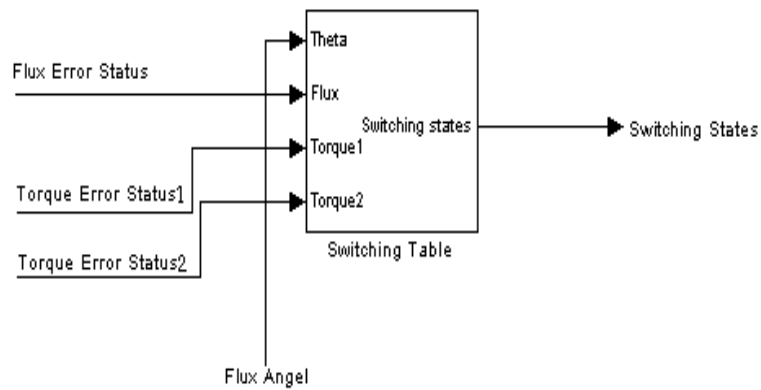 Theta
Flux Error Status
Flux
Switching states
Switching States
Torque1
Torque Error Status1
Torque2
Switching Table
Torque Error Status2
Flux Angel